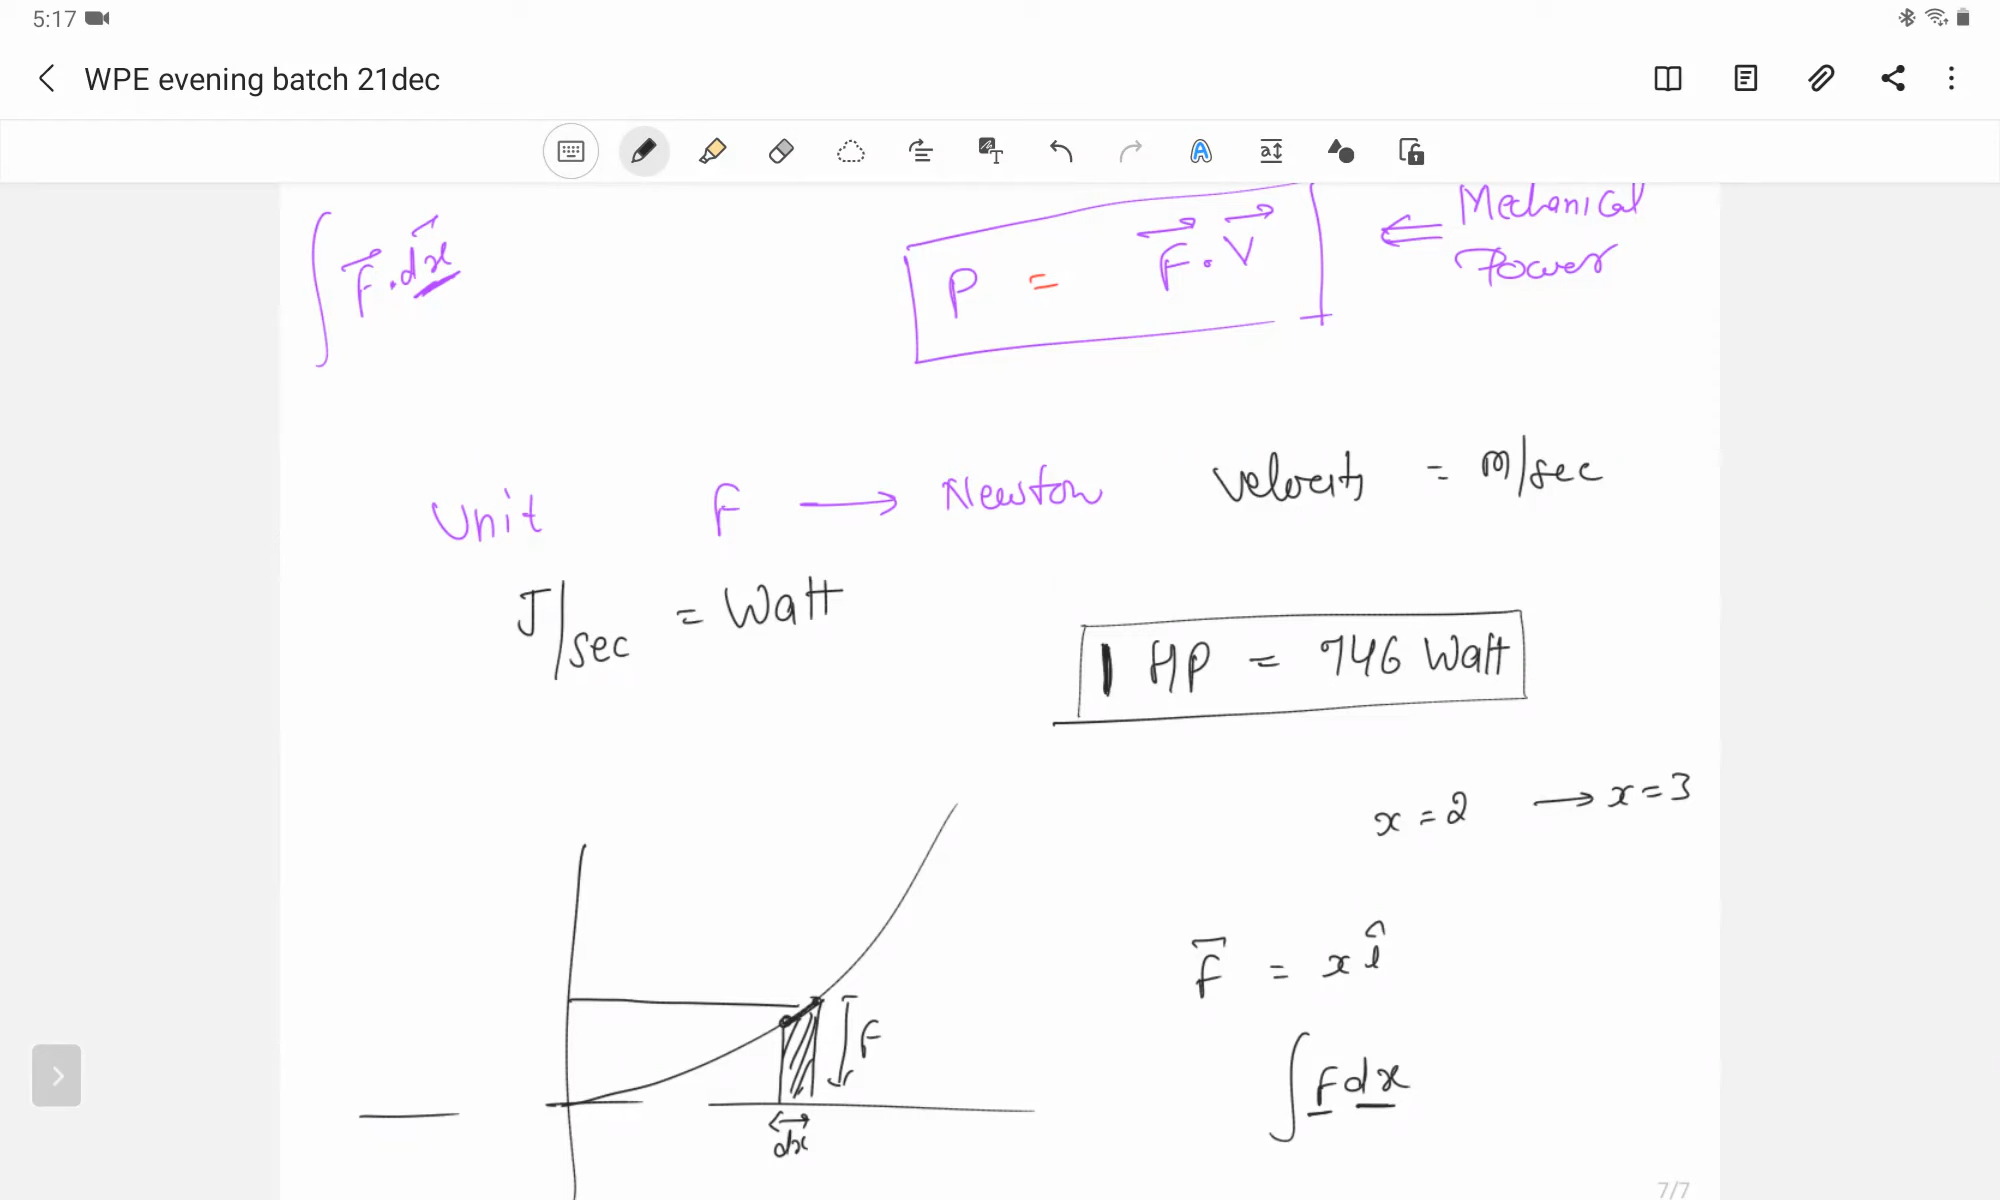 5:17
WPE evening batch 21dec
∫ F⃗.dx⃗
P = F⃗.V⃗
Mechanical
Power
Unit F → Newton velocity = m/sec
J/sec = Watt
1 HP = 746 Watt
x = 2 → x = 3
F⃗ = x î
F
∫ F dx
dx
7/7